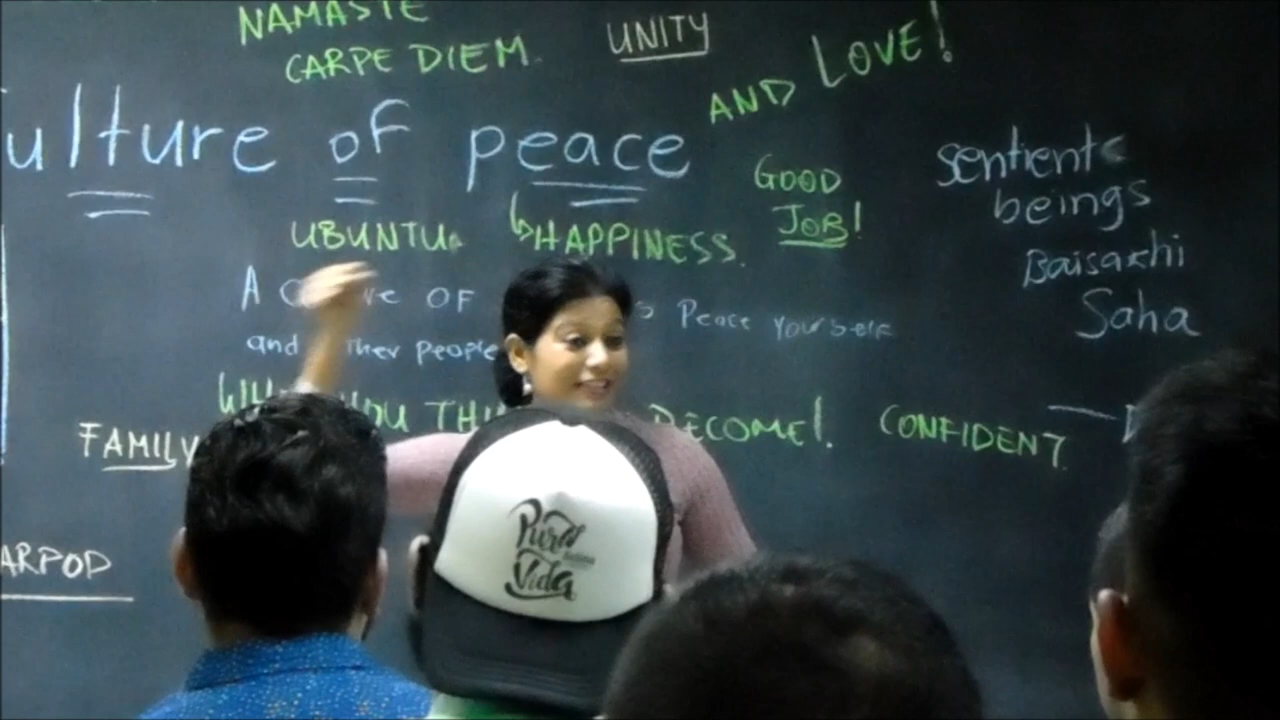 NAMASTE
CARPE DIEM.
UNITY
AND LOVE!
ulture of peace
GOOD
JOB!
sentient
beings
Baisakhi
Saha
UBUNTU
↳HAPPINESS.
A OF Peace Yourself
and people
YOU BECOME!
CONFIDENT
FAMILY
ARPOD
Pura
Vida